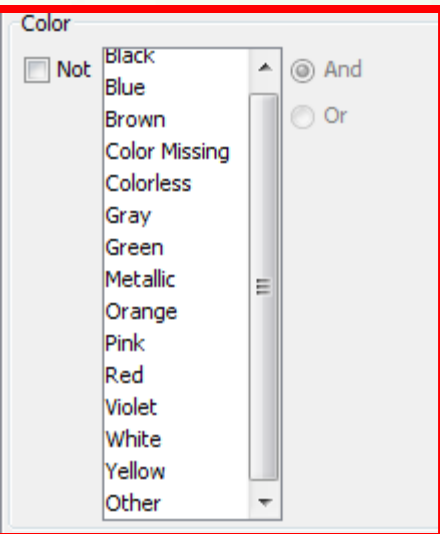 Color
Not
Black
Blue
Brown
Color Missing
Colorless
Gray
Green
Metallic
Orange
Pink
Red
Violet
White
Yellow
Other
And
Or